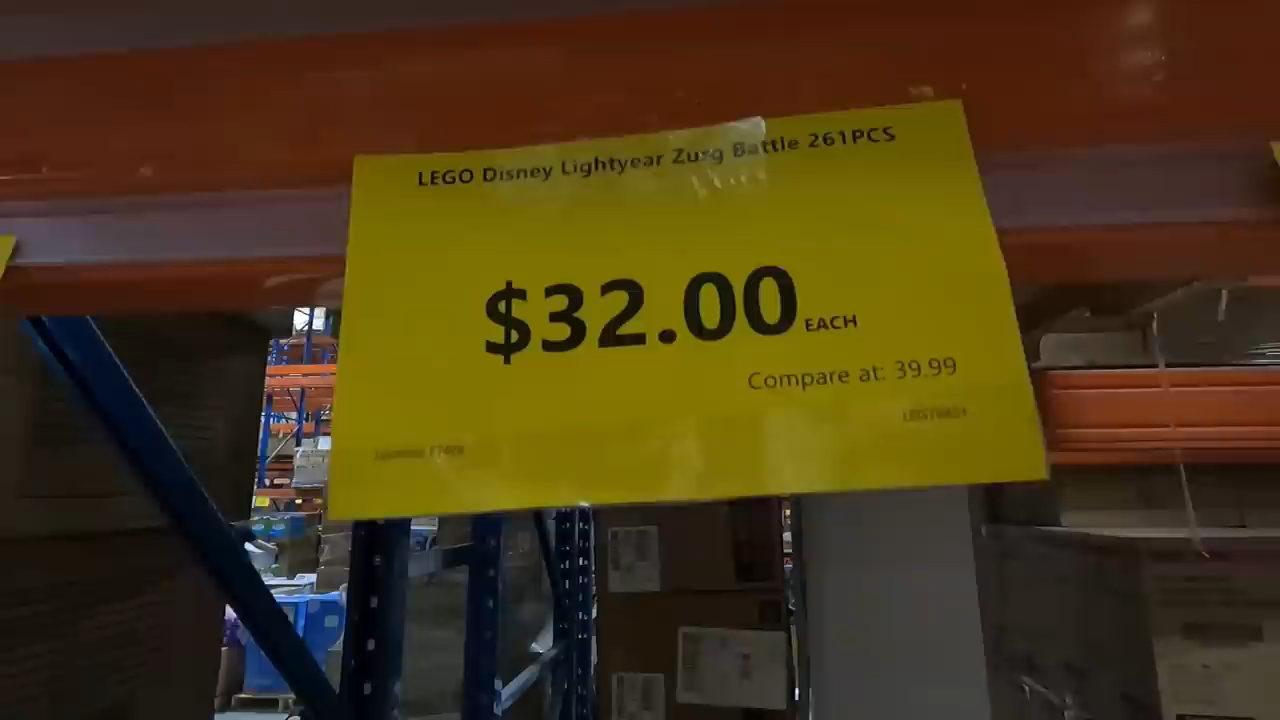 LEGO Disney Lightyear Zurg Battle 261PCS
$32.00 EACH
Compare at: 39.99